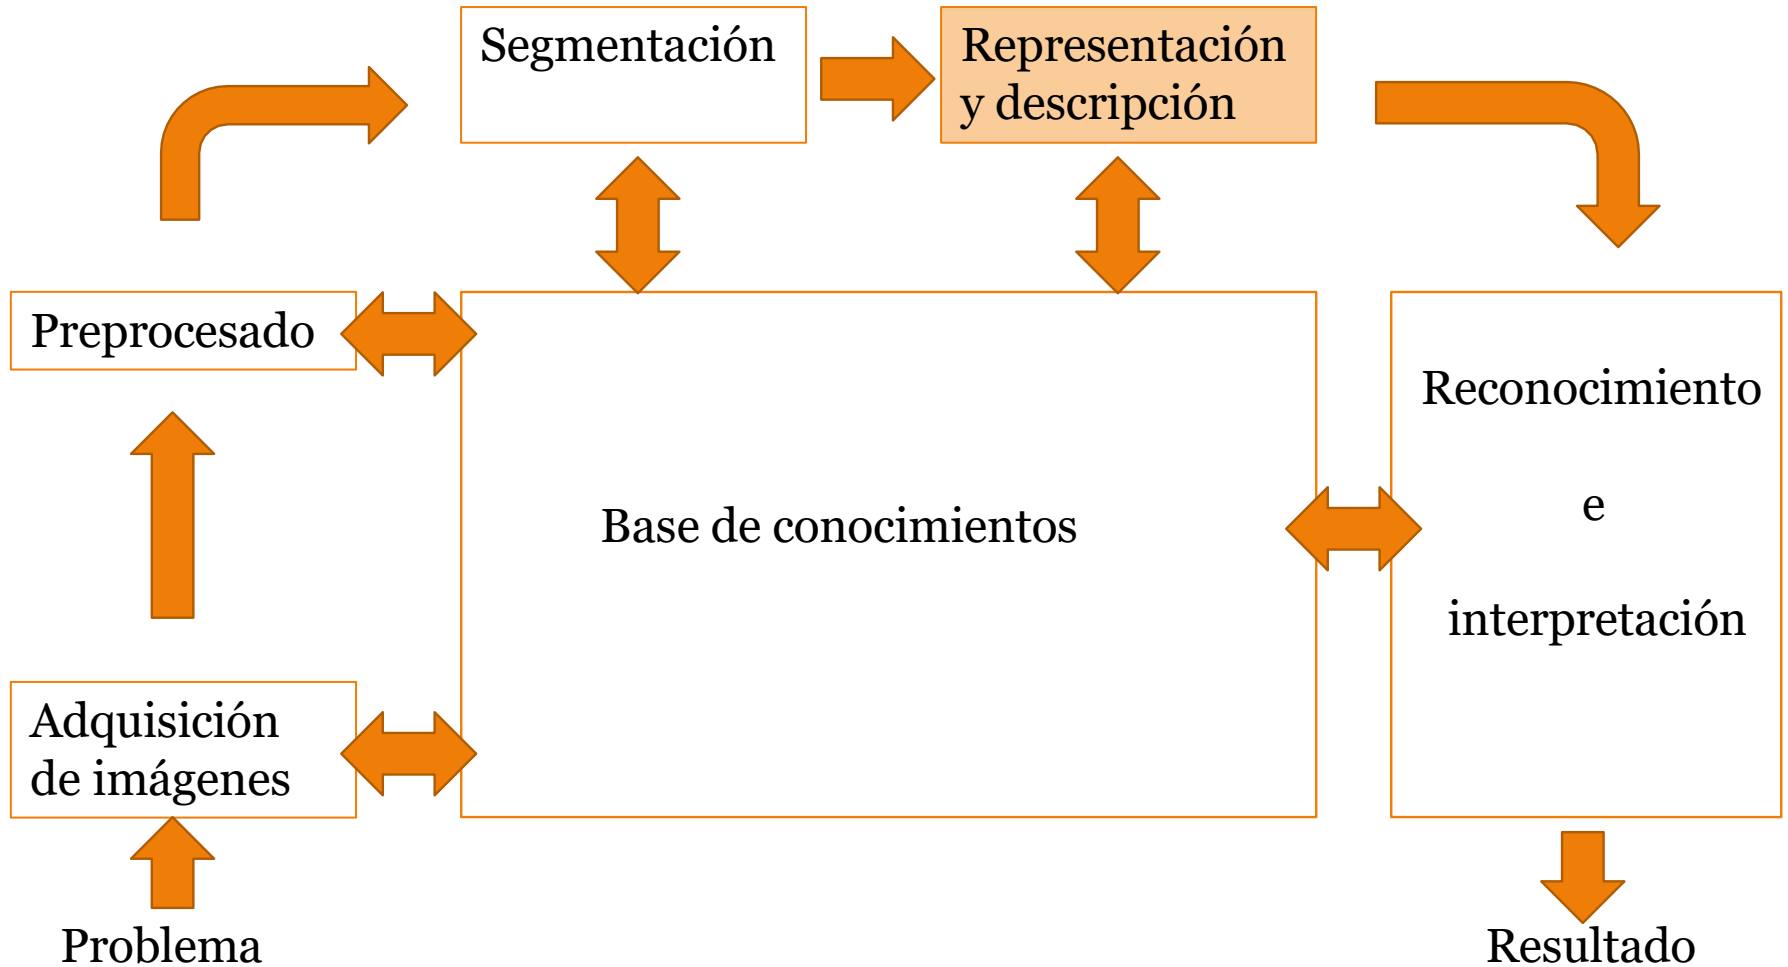 Segmentación
Representación
y descripción
Preprocesado
Reconocimiento
e
interpretación
Base de conocimientos
Adquisición
de imágenes
Problema
Resultado